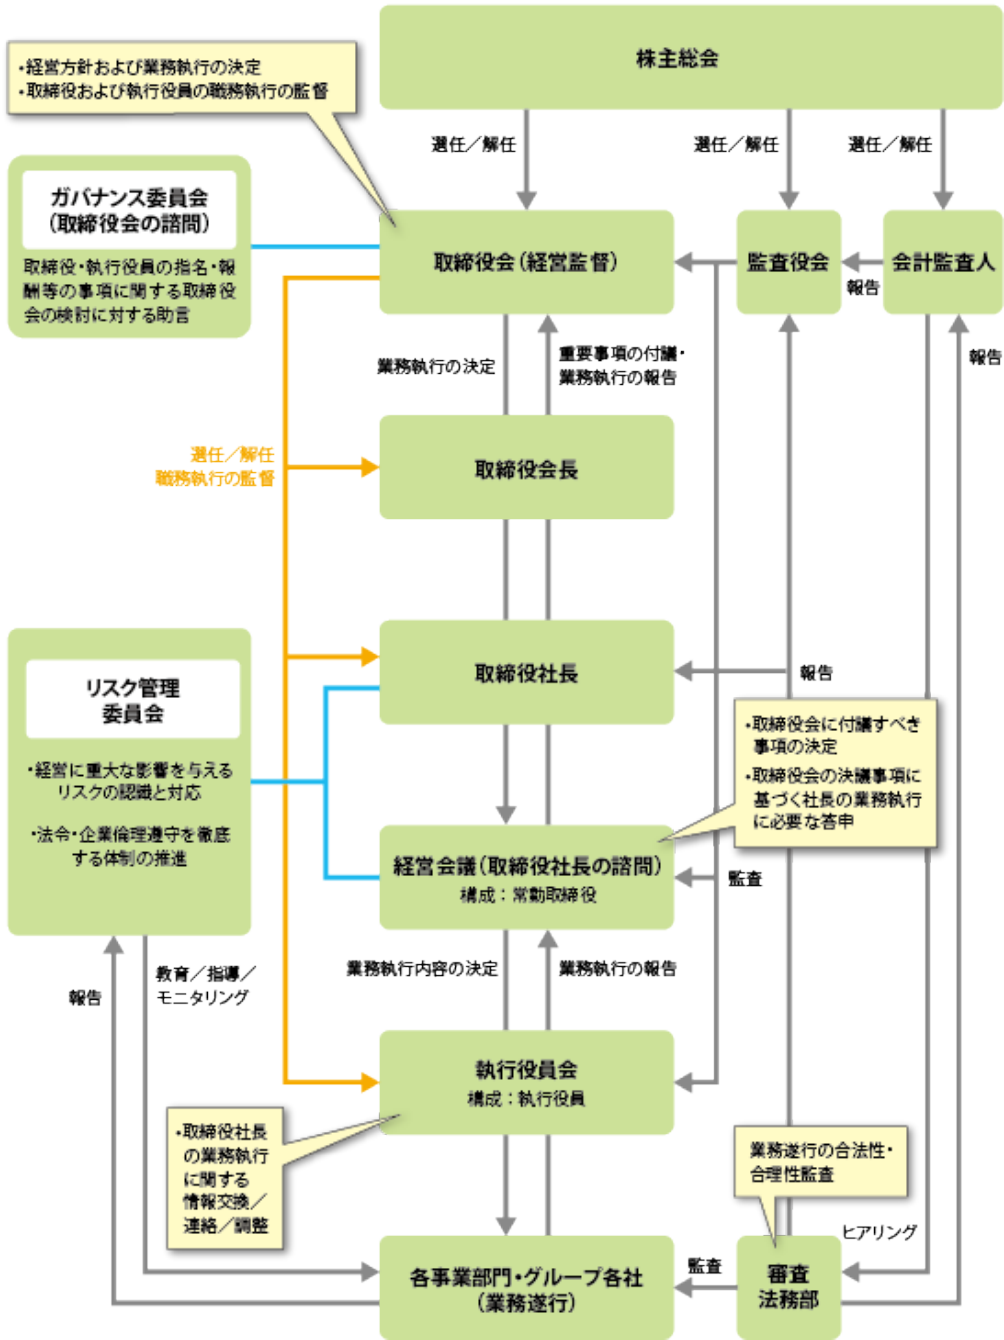 株主総会
・経営方針および業務執行の決定
・取締役および執行役員の職務執行の監督
選任／解任
選任／解任
選任／解任
ガバナンス委員会
（取締役会の諮問）
取締役・執行役員の指名・報
酬等の事項に関する取締役
会の検討に対する助言
取締役会（経営監督）
監査役会
会計監査人
報告
報告
業務執行の決定
重要事項の付議・
業務執行の報告
選任／解任
職務執行の監督
取締役会長
リスク管理
委員会
・経営に重大な影響を与える
リスクの認識と対応
・法令・企業倫理遵守を徹底
する体制の推進
取締役社長
報告
・取締役会に付議すべき
事項の決定
・取締役会の決議事項に
基づく社長の業務執行
に必要な答申
経営会議（取締役社長の諮問）
構成：常勤取締役
監査
報告
教育／指導／
モニタリング
業務執行内容の決定
業務執行の報告
執行役員会
構成：執行役員
・取締役社長
の業務執行
に関する
情報交換／
連絡／調整
業務遂行の合法性・
合理性監査
ヒアリング
各事業部門・グループ各社
（業務遂行）
監査
審査
法務部